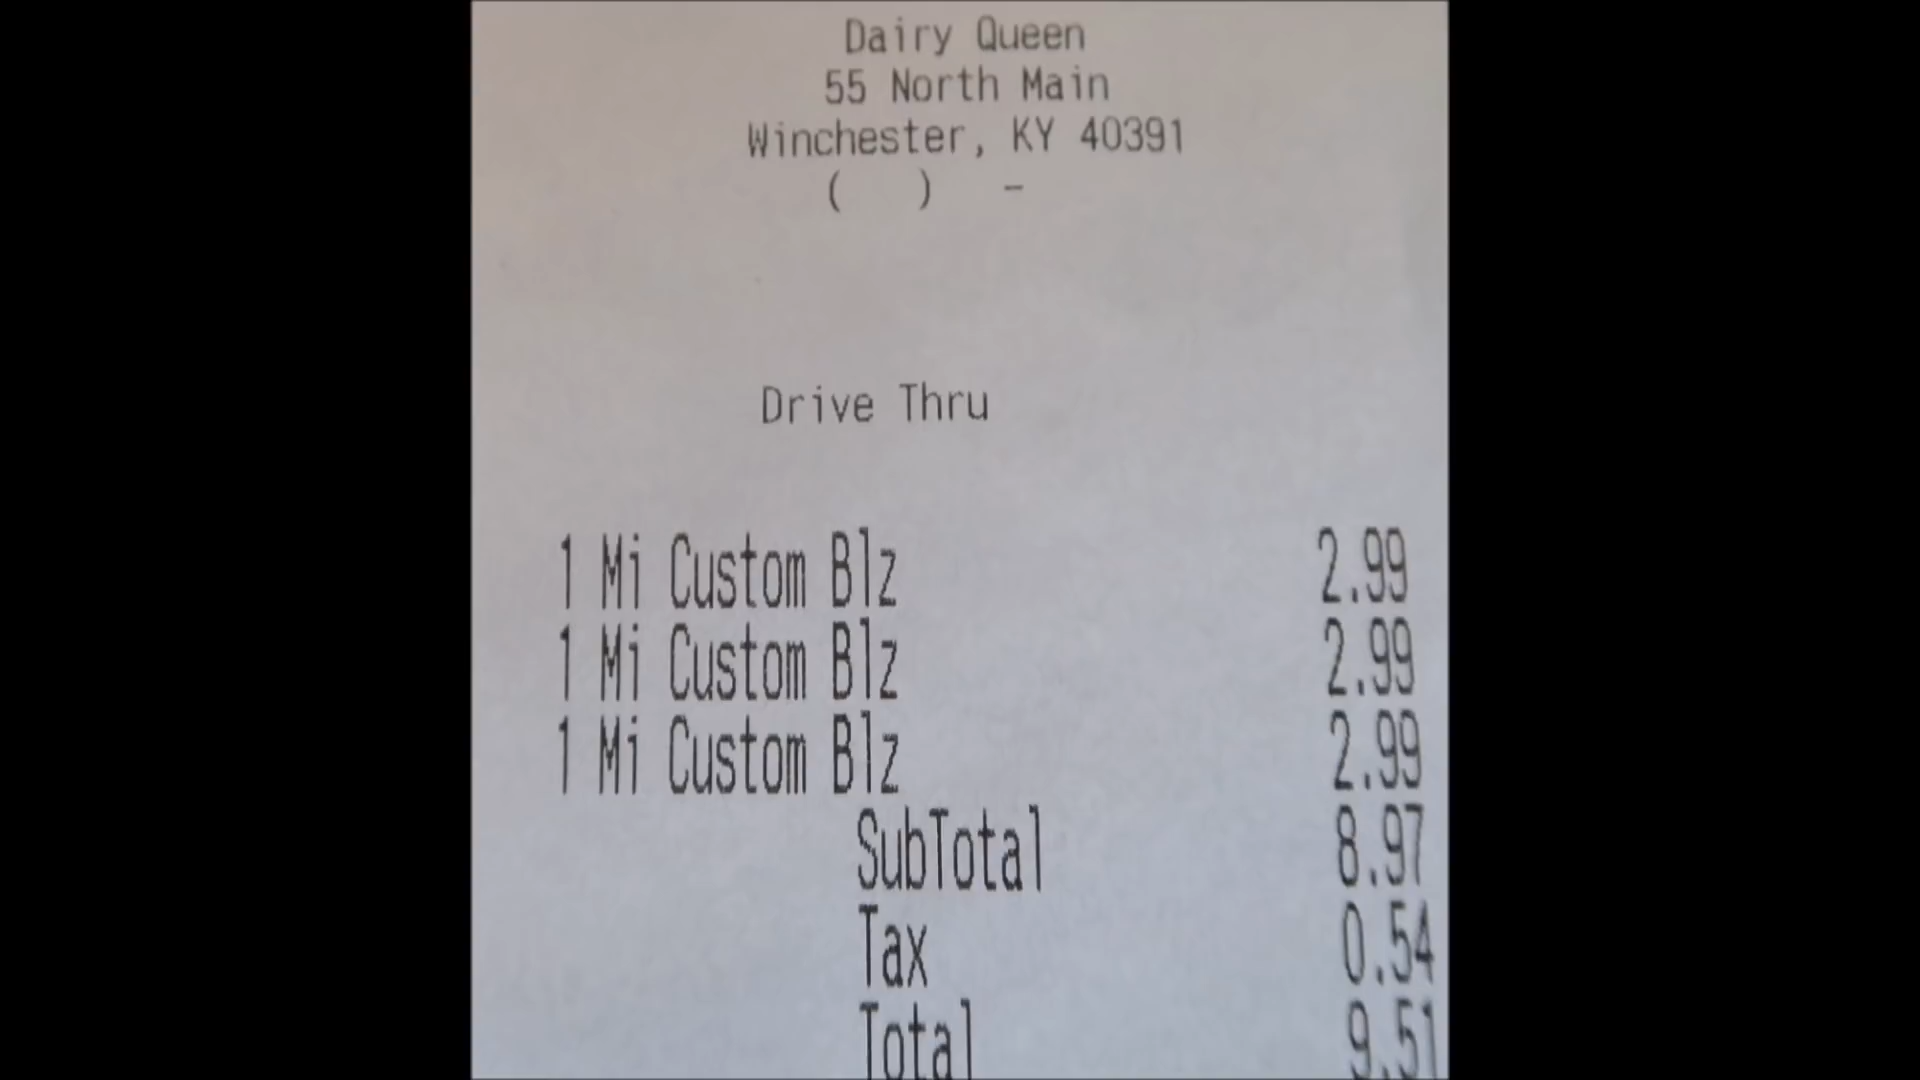 Dairy Queen
55 North Main
Winchester, KY 40391
( ) -
Drive Thru
1 Mi Custom Blz 2.99
1 Mi Custom Blz 2.99
1 Mi Custom Blz 2.99
SubTotal 8.97
Tax 0.54
Total 9.51